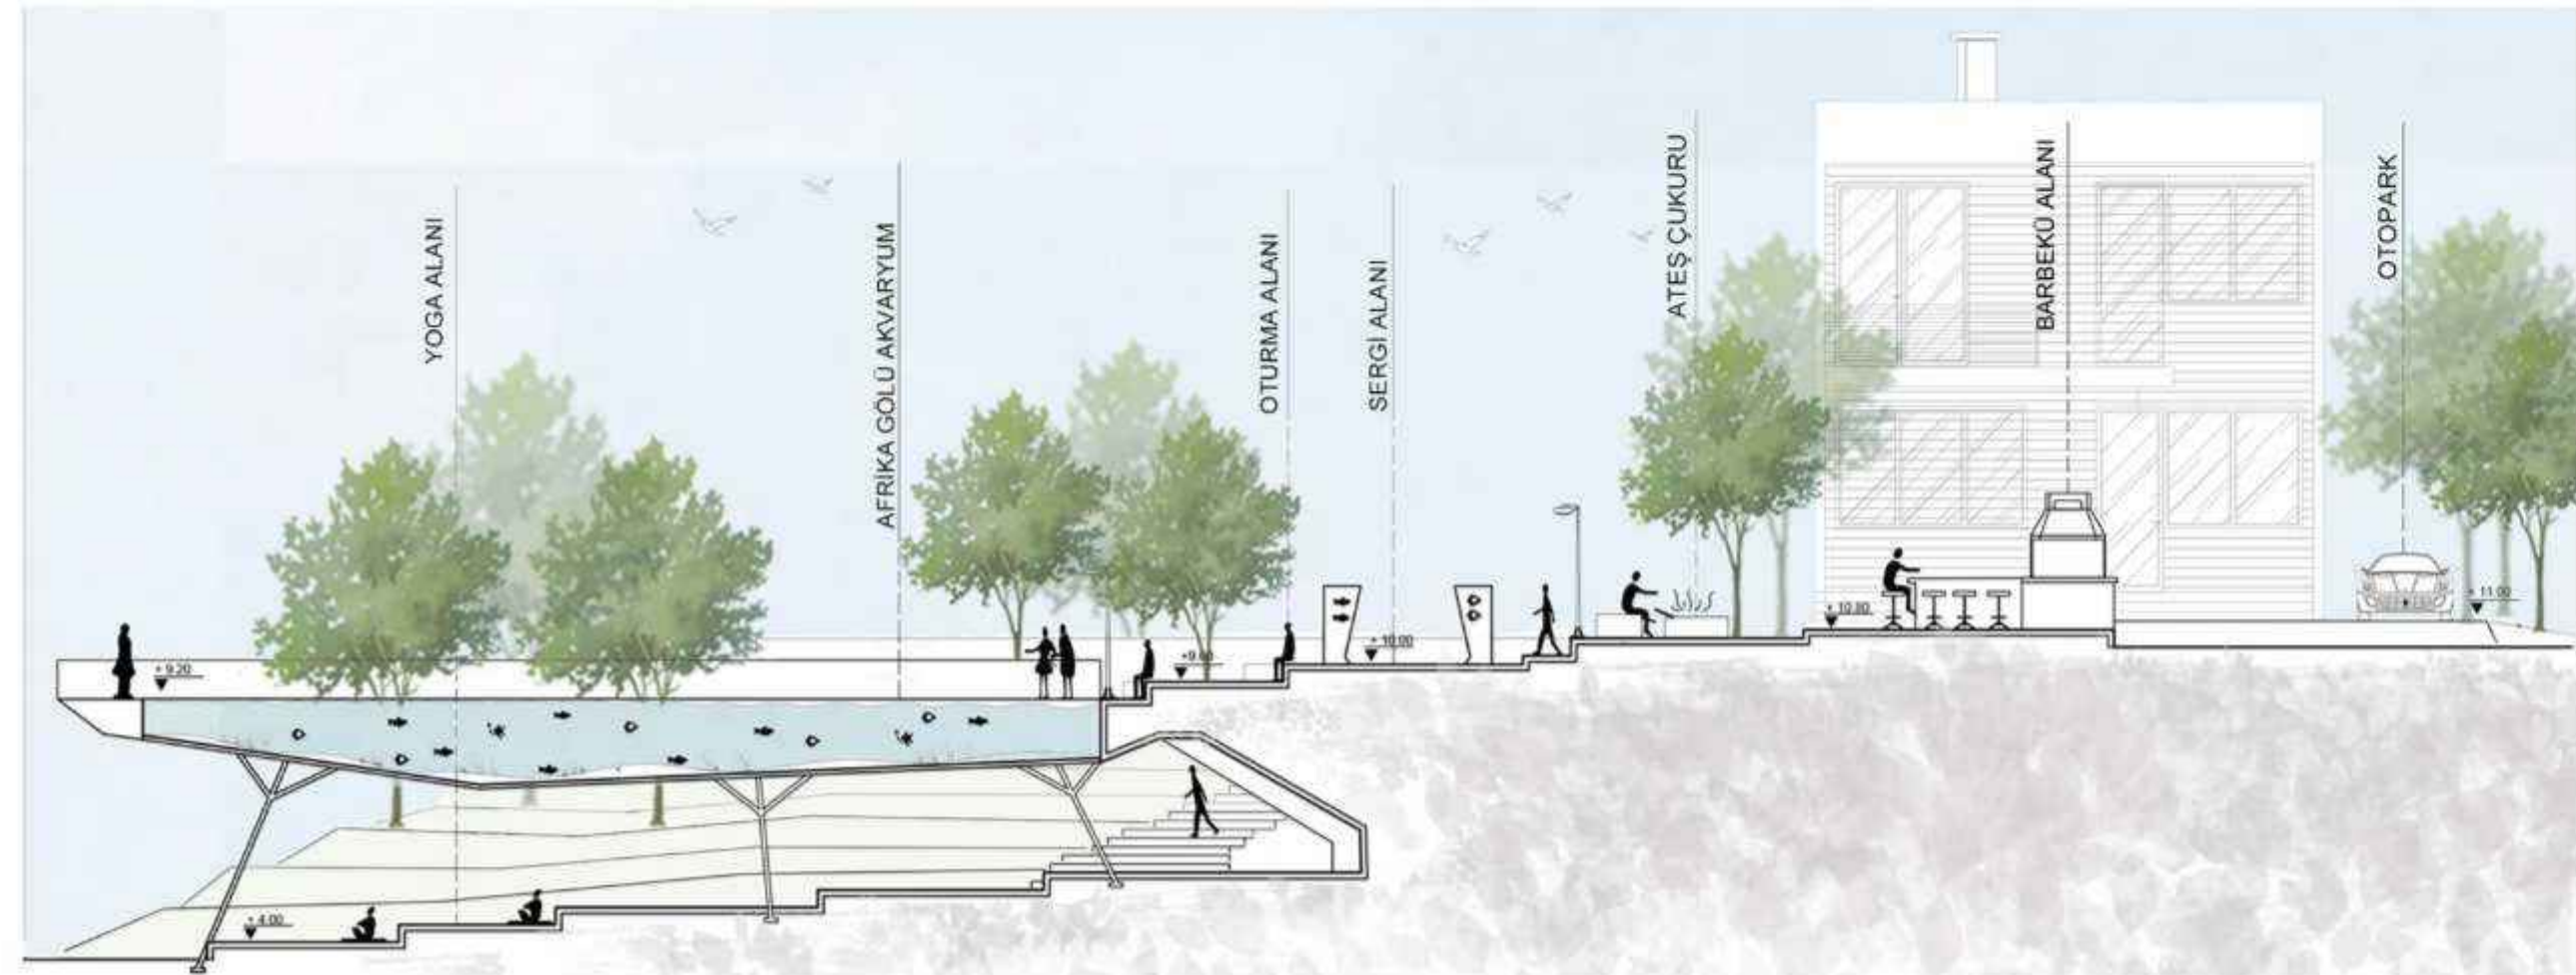 YOGA ALANI
AFRİKA GÖLÜ AKVARYUM
OTURMA ALANI
SERGİ ALANI
ATEŞ ÇUKURU
BARBEKÜ ALANI
OTOPARK
+ 9.20
+ 10.00
+ 10.80
+ 11.00
+ 4.00